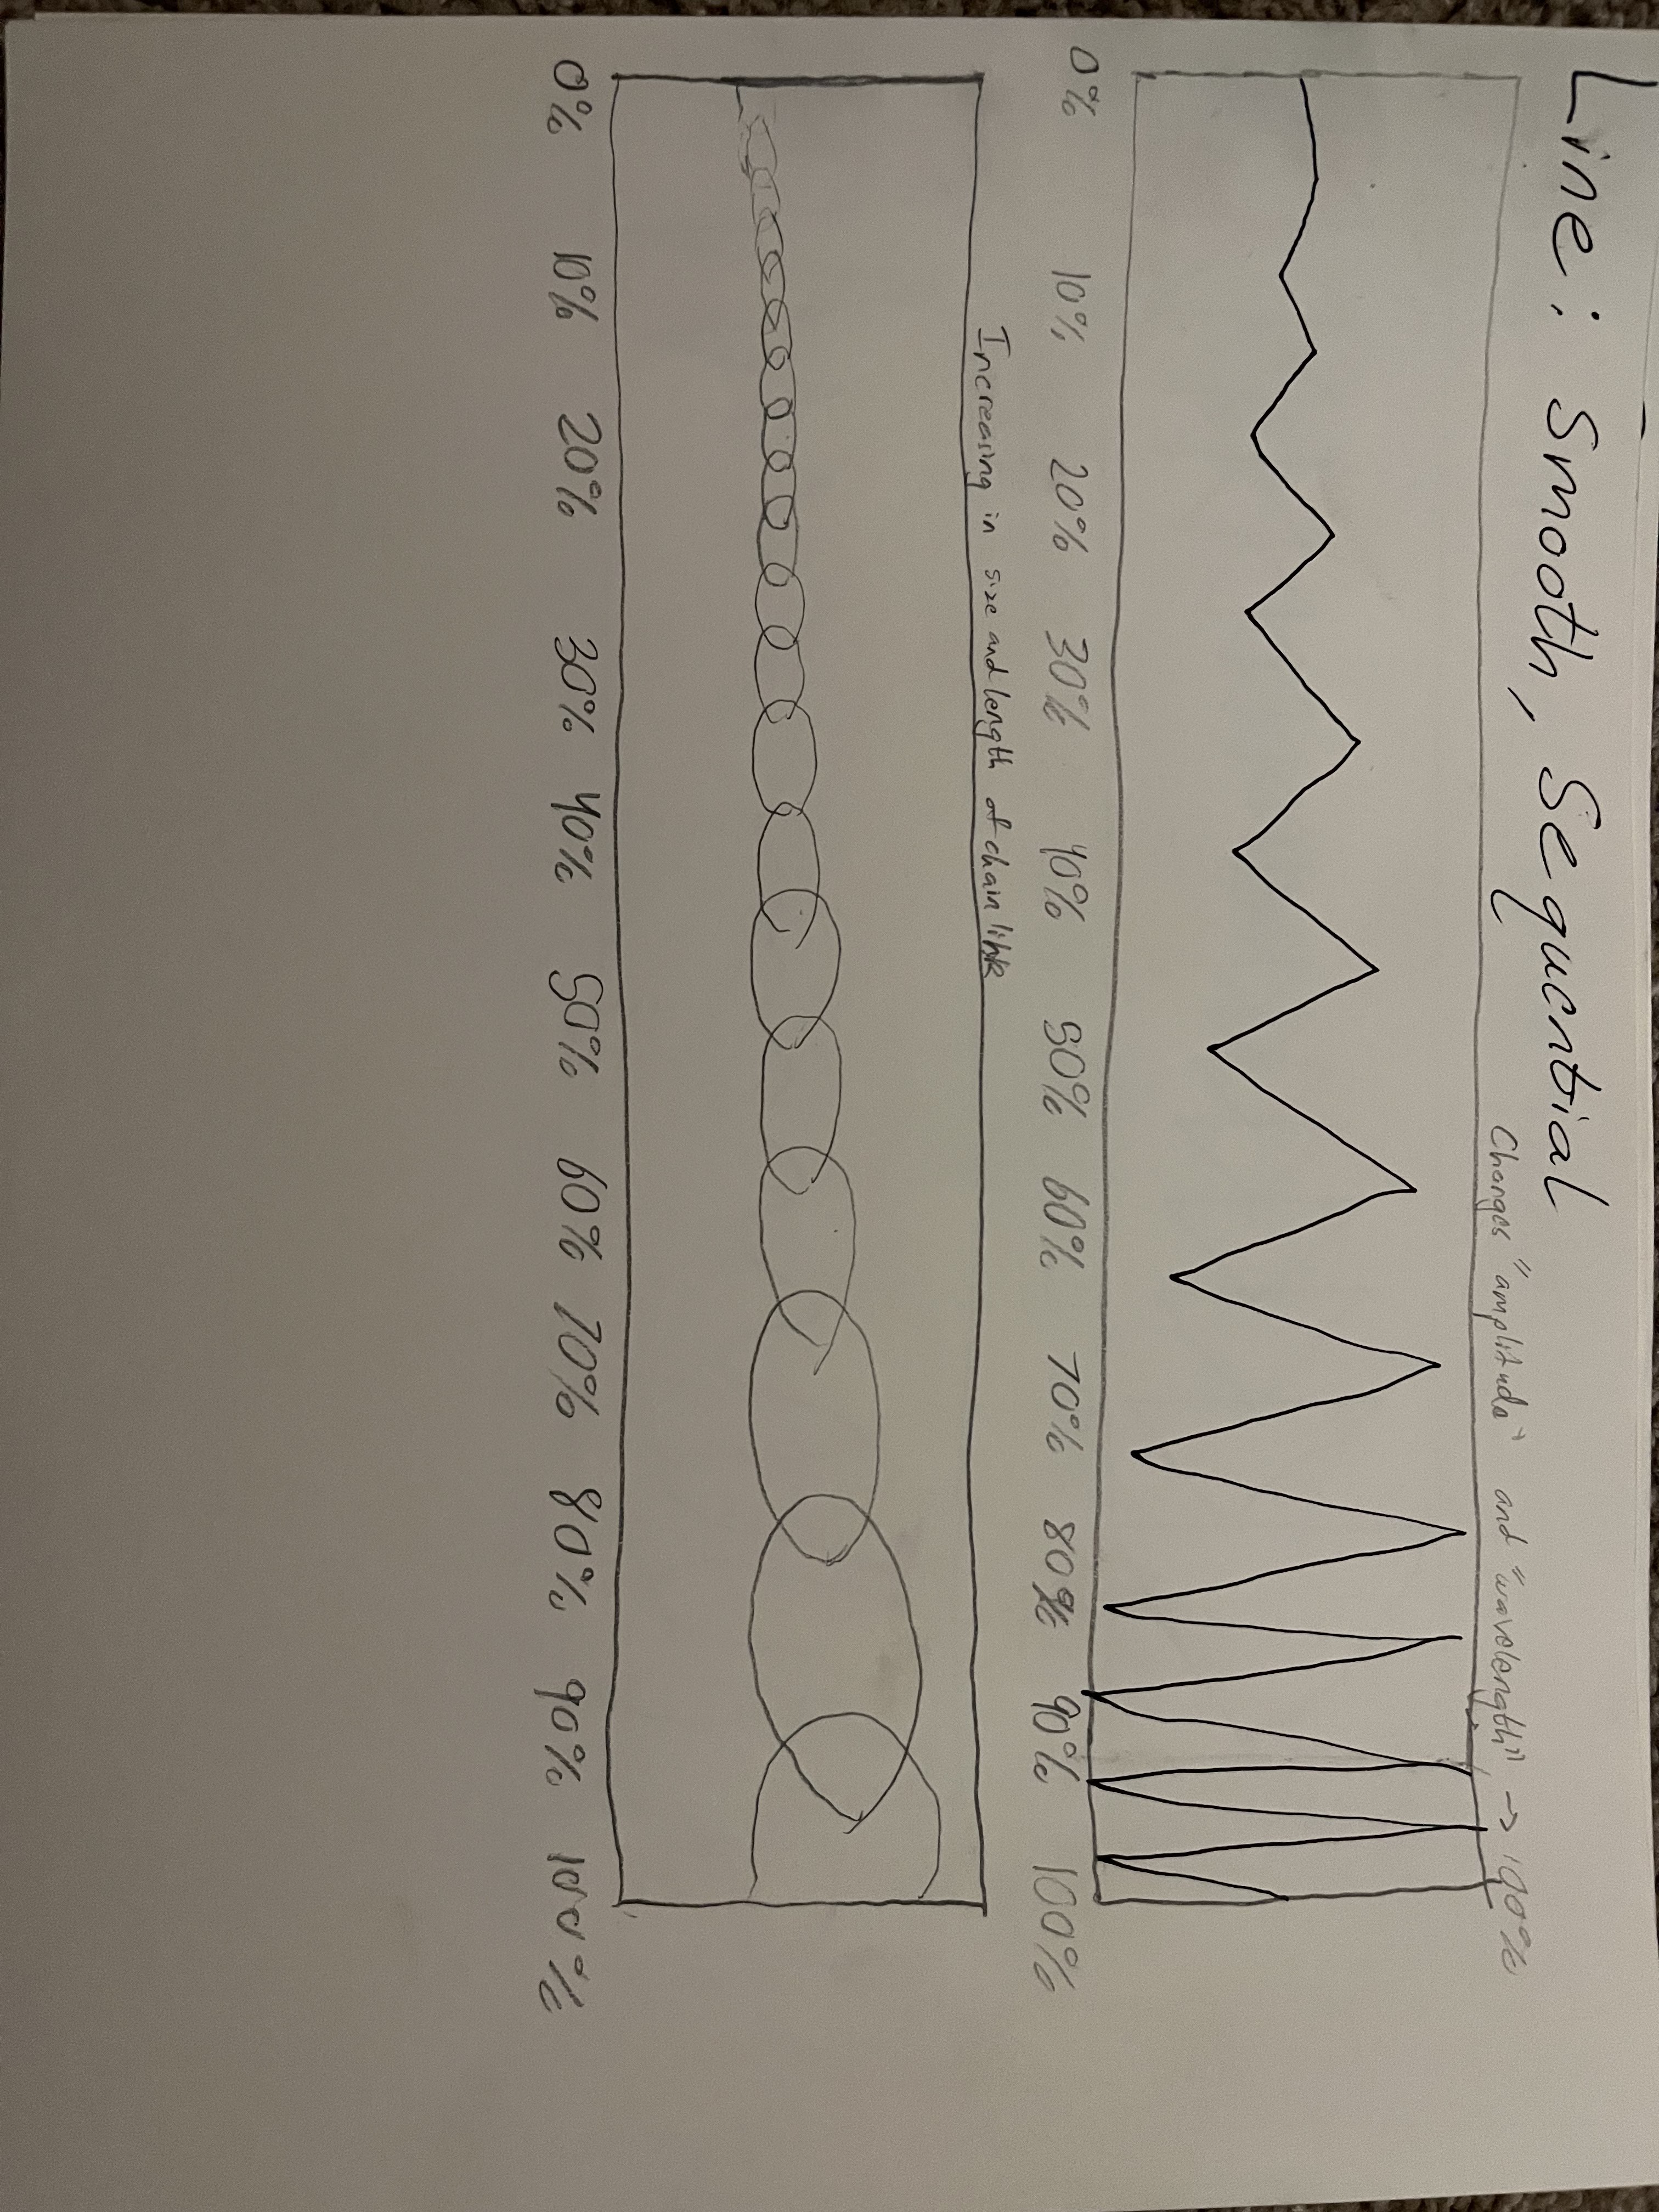 Line: Smooth, Sequential
Changes "amplitude" and "wavelength" → 100%
0% 10% 20% 30% 40% 50% 60% 70% 80% 90% 100%
Increasing in size and length of chain link
0% 10% 20% 30% 40% 50% 60% 70% 80% 90% 100%